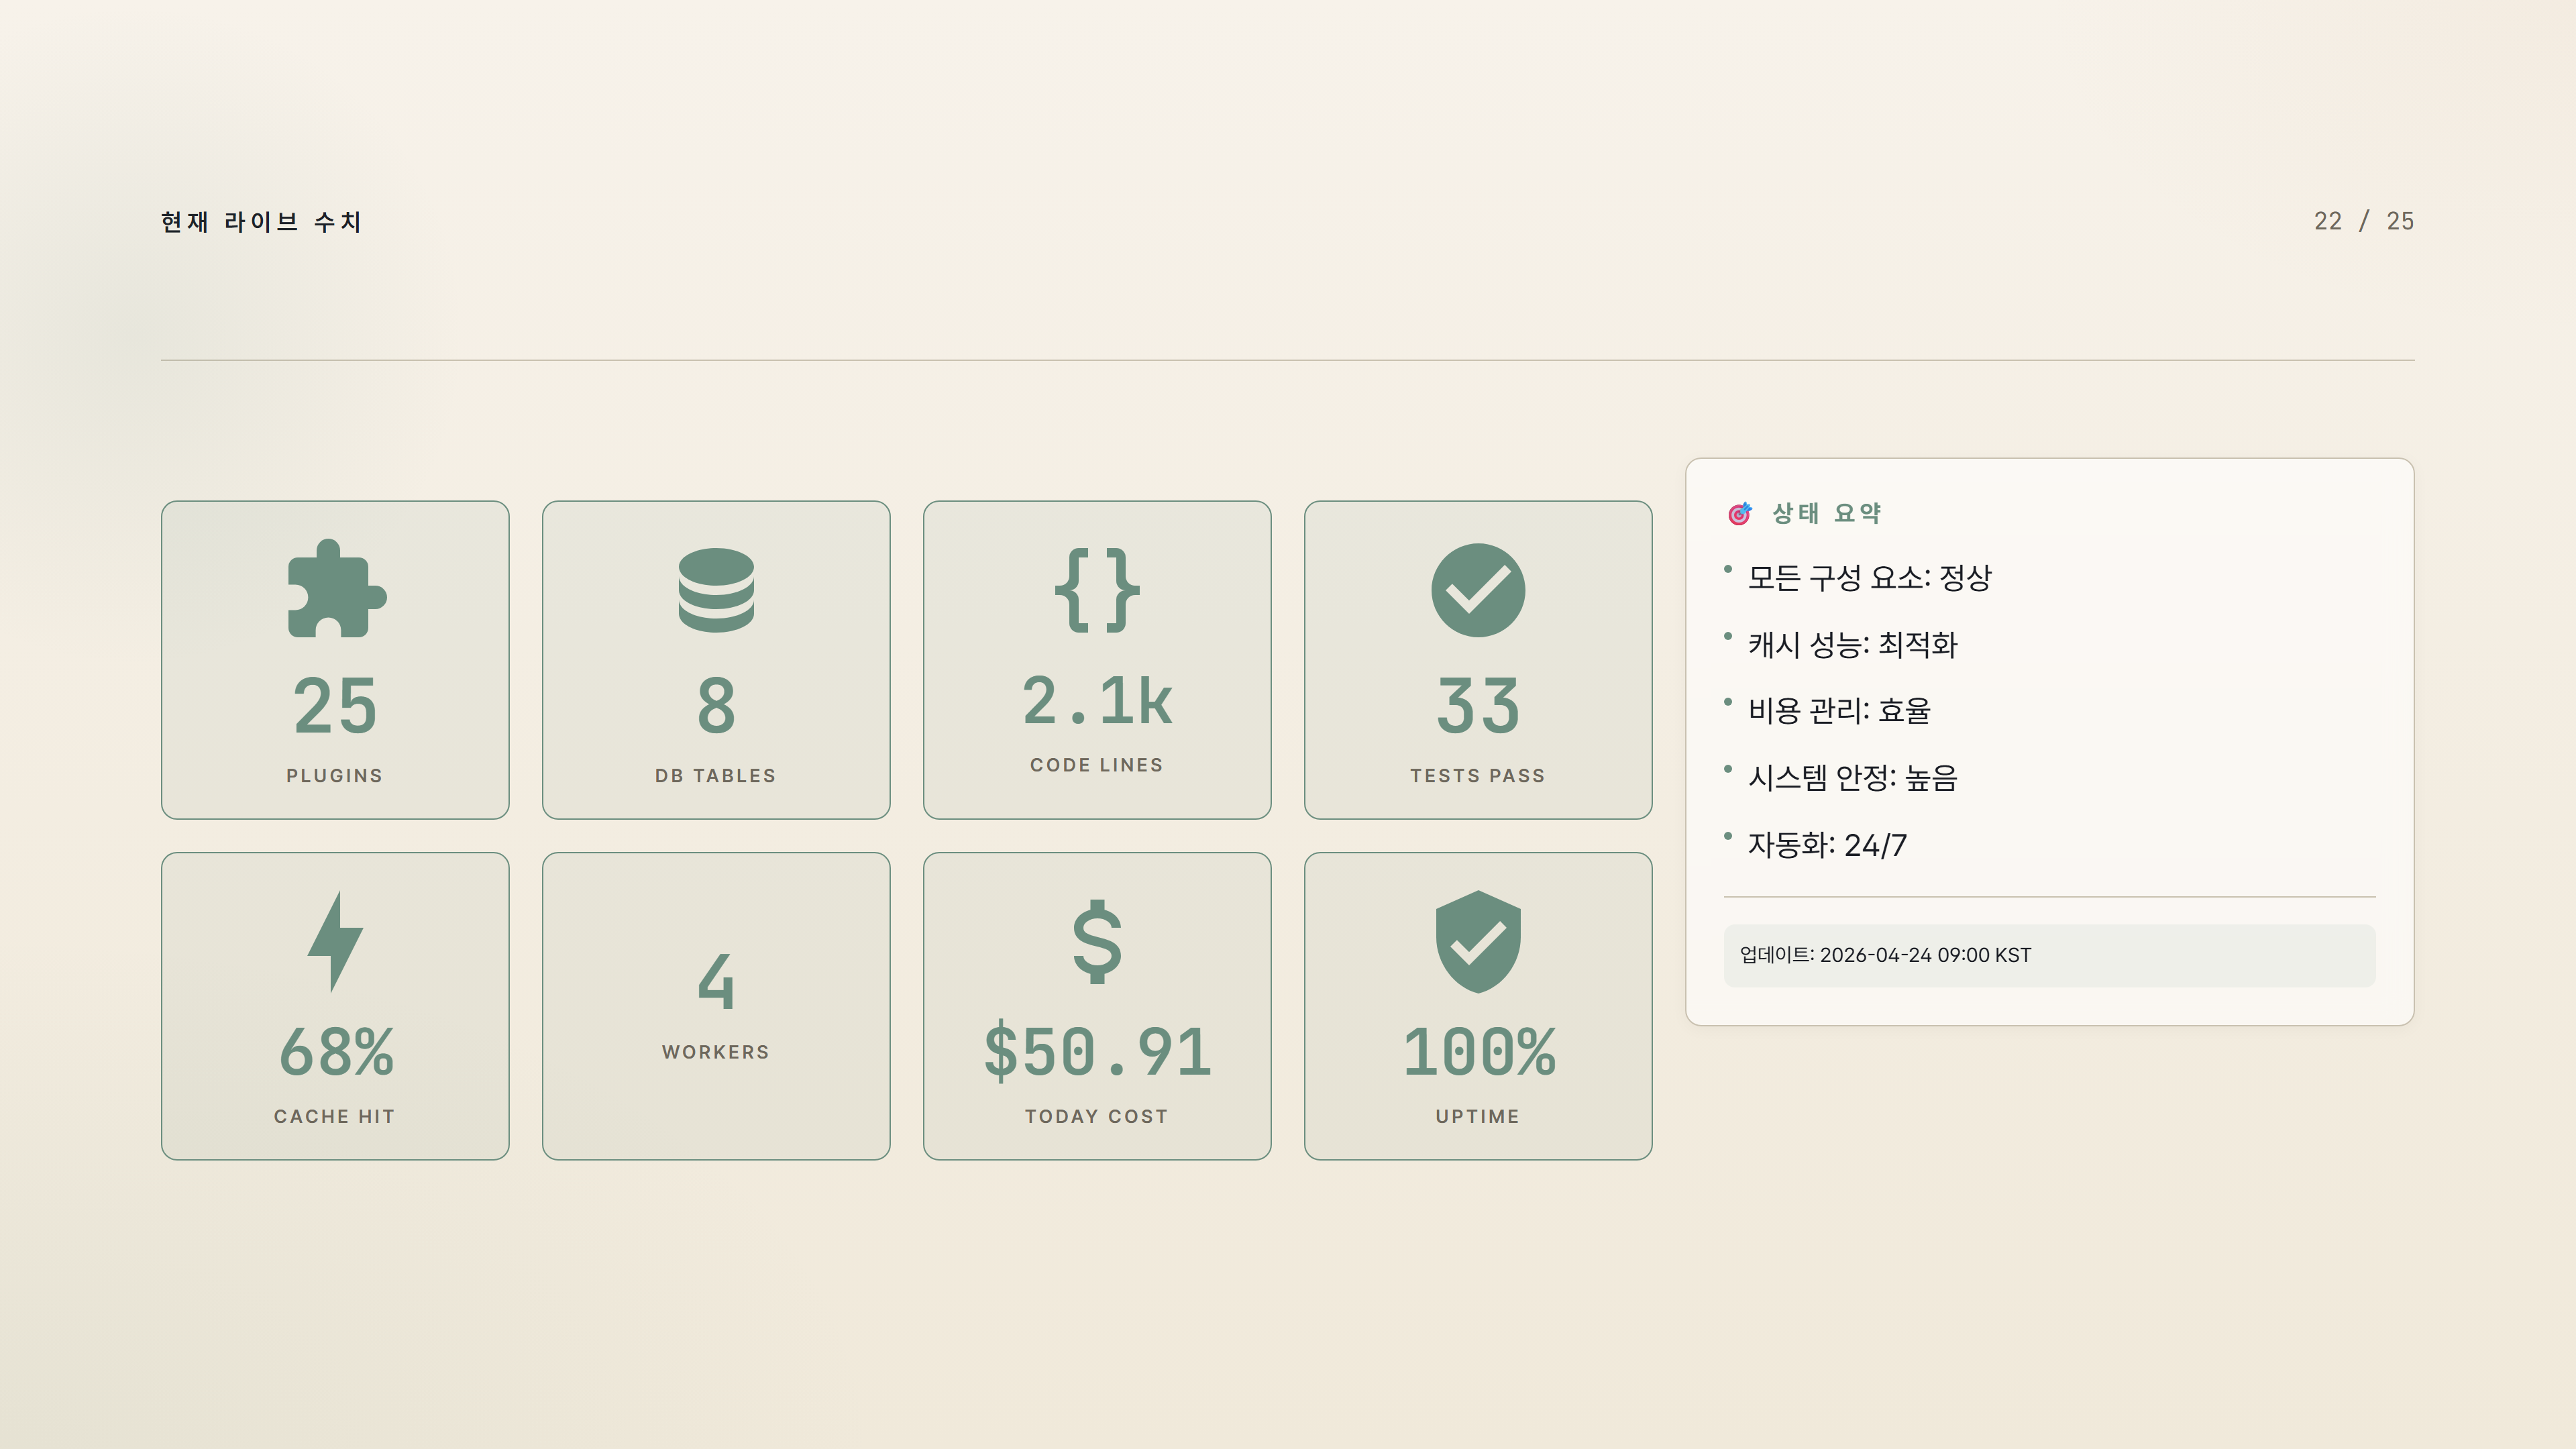 현재 라이브 수치
22 / 25
25
PLUGINS
8
DB TABLES
{}
2.1k
CODE LINES
33
TESTS PASS
68%
CACHE HIT
4
WORKERS
$
$50.91
TODAY COST
100%
UPTIME
🎯 상태 요약
• 모든 구성 요소: 정상
• 캐시 성능: 최적화
• 비용 관리: 효율
• 시스템 안정: 높음
• 자동화: 24/7
업데이트: 2026-04-24 09:00 KST